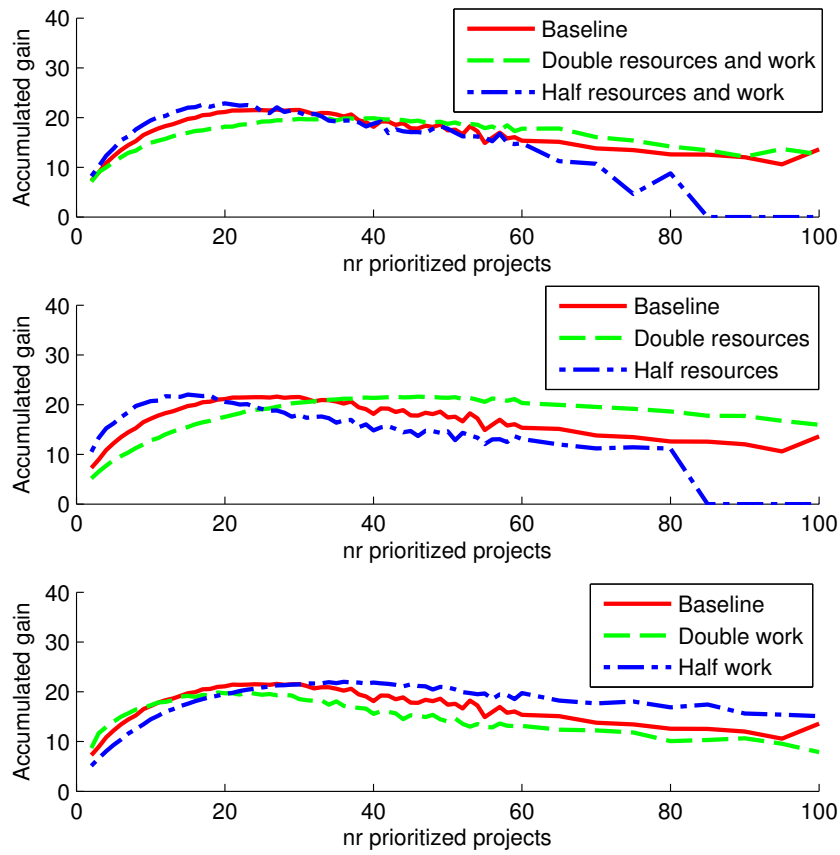 40
30
20
10
0
Accumulated gain
Baseline
Double resources and work
Half resources and work
0 20 40 60 80 100
nr prioritized projects
40
30
20
10
0
Accumulated gain
Baseline
Double resources
Half resources
0 20 40 60 80 100
nr prioritized projects
40
30
20
10
0
Accumulated gain
Baseline
Double work
Half work
0 20 40 60 80 100
nr prioritized projects